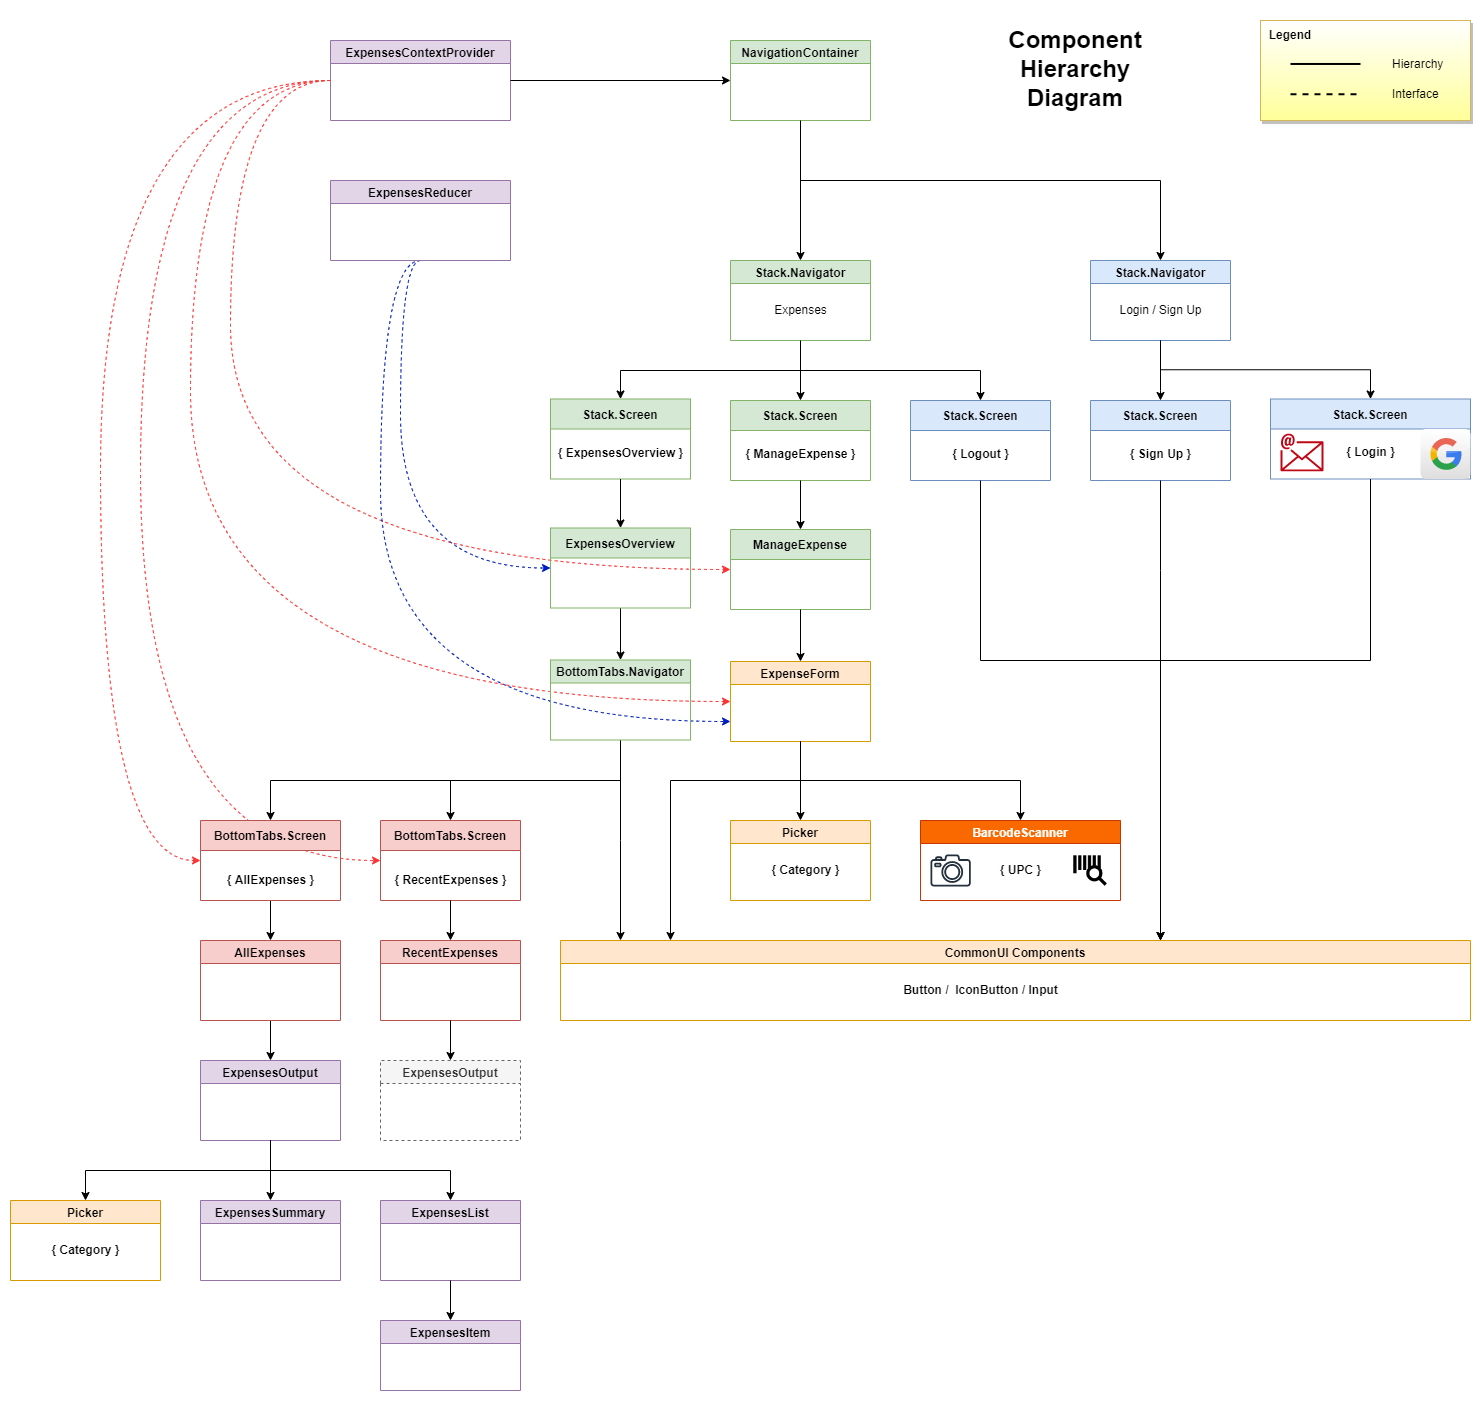 ExpensesContextProvider
NavigationContainer
Component
Hierarchy
Diagram
Legend
Hierarchy
Interface
ExpensesReducer
Stack.Navigator
Expenses
Stack.Navigator
Login / Sign Up
Stack.Screen
{ ExpensesOverview }
Stack.Screen
{ ManageExpense }
Stack.Screen
{ Logout }
Stack.Screen
{ Sign Up }
Stack.Screen
@
{ Login }
G
ExpensesOverview
ManageExpense
BottomTabs.Navigator
ExpenseForm
BottomTabs.Screen
{ AllExpenses }
BottomTabs.Screen
{ RecentExpenses }
Picker
{ Category }
BarcodeScanner
{ UPC }
AllExpenses
RecentExpenses
CommonUI Components
Button / IconButton / Input
ExpensesOutput
ExpensesOutput
Picker
{ Category }
ExpensesSummary
ExpensesList
ExpensesItem